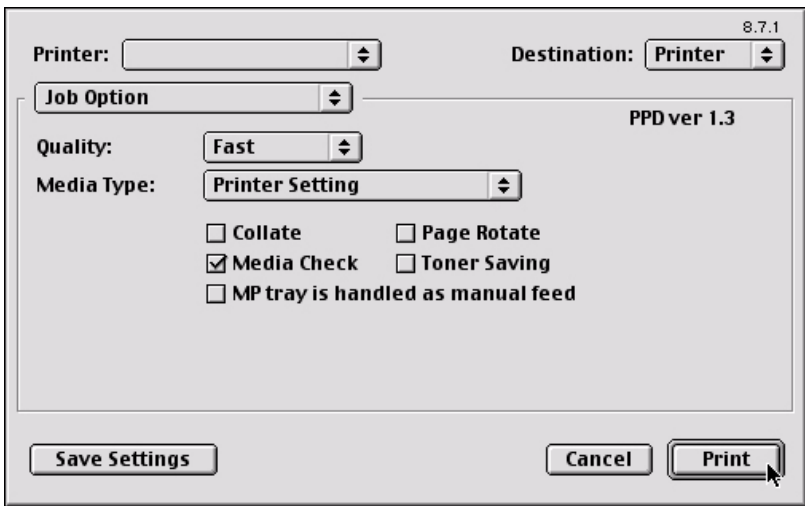 8.7.1
Printer: Destination: Printer
Job Option
PPD ver 1.3
Quality: Fast
Media Type: Printer Setting
Collate Page Rotate
Media Check Toner Saving
MP tray is handled as manual feed
Save Settings Cancel Print